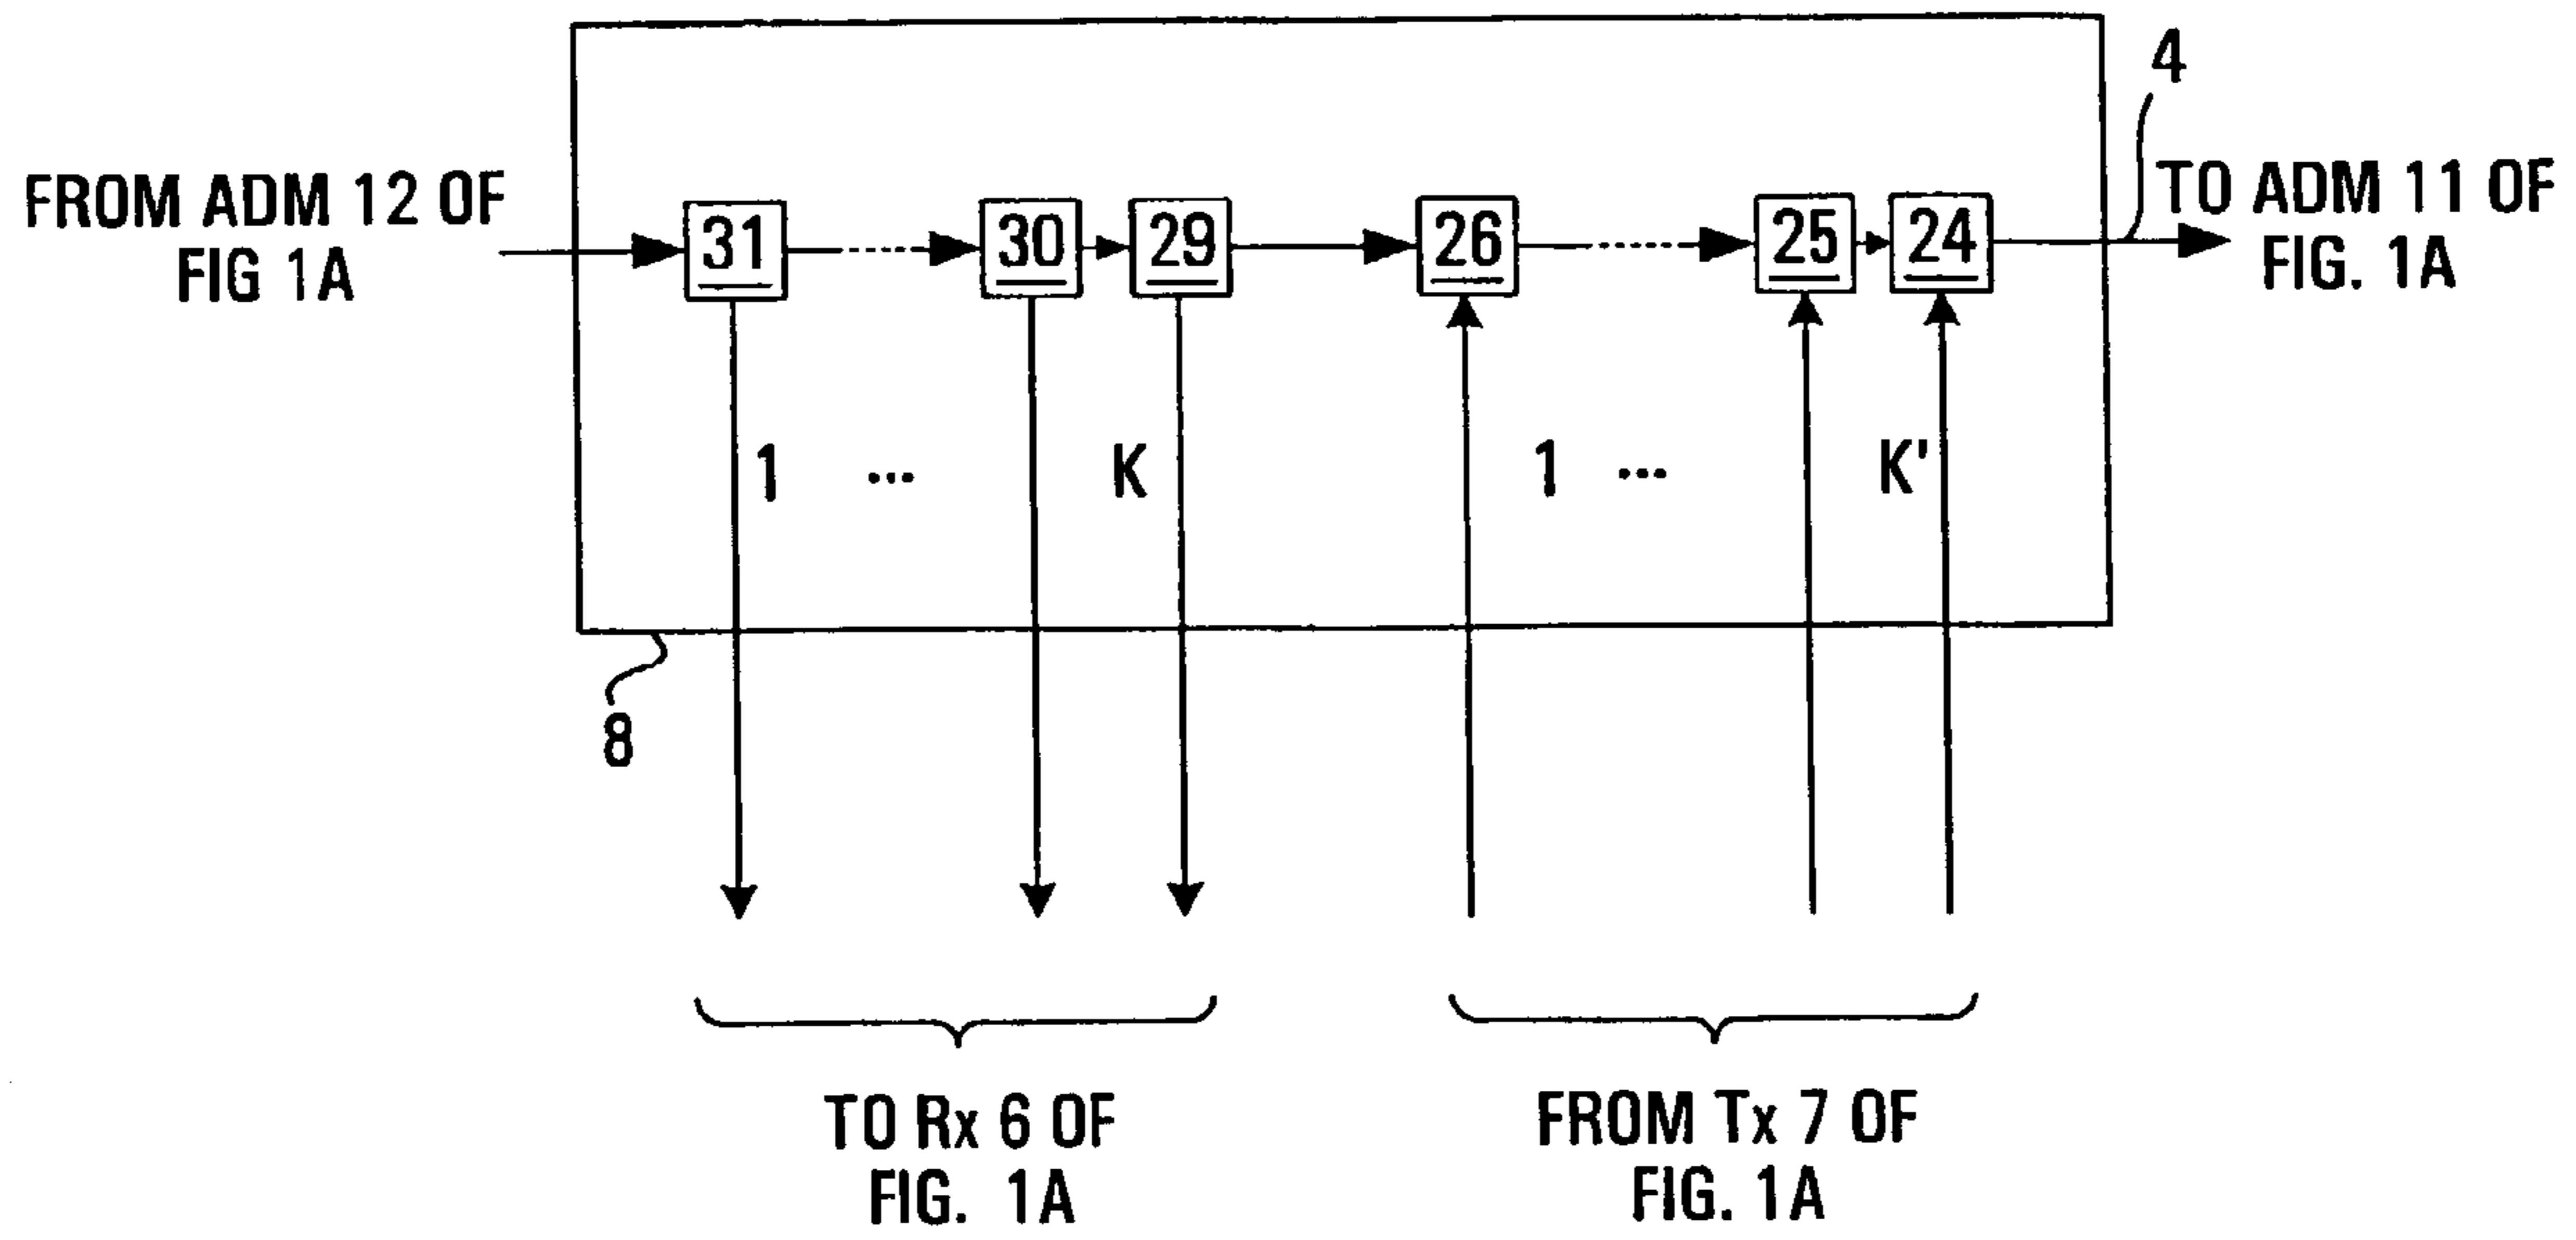 4
FROM ADM 12 OF
FIG 1A
31
30
29
26
25
24
TO ADM 11 OF
FIG. 1A
1 ... K
1 ... K'
8
TO Rx 6 OF
FIG. 1A
FROM Tx 7 OF
FIG. 1A